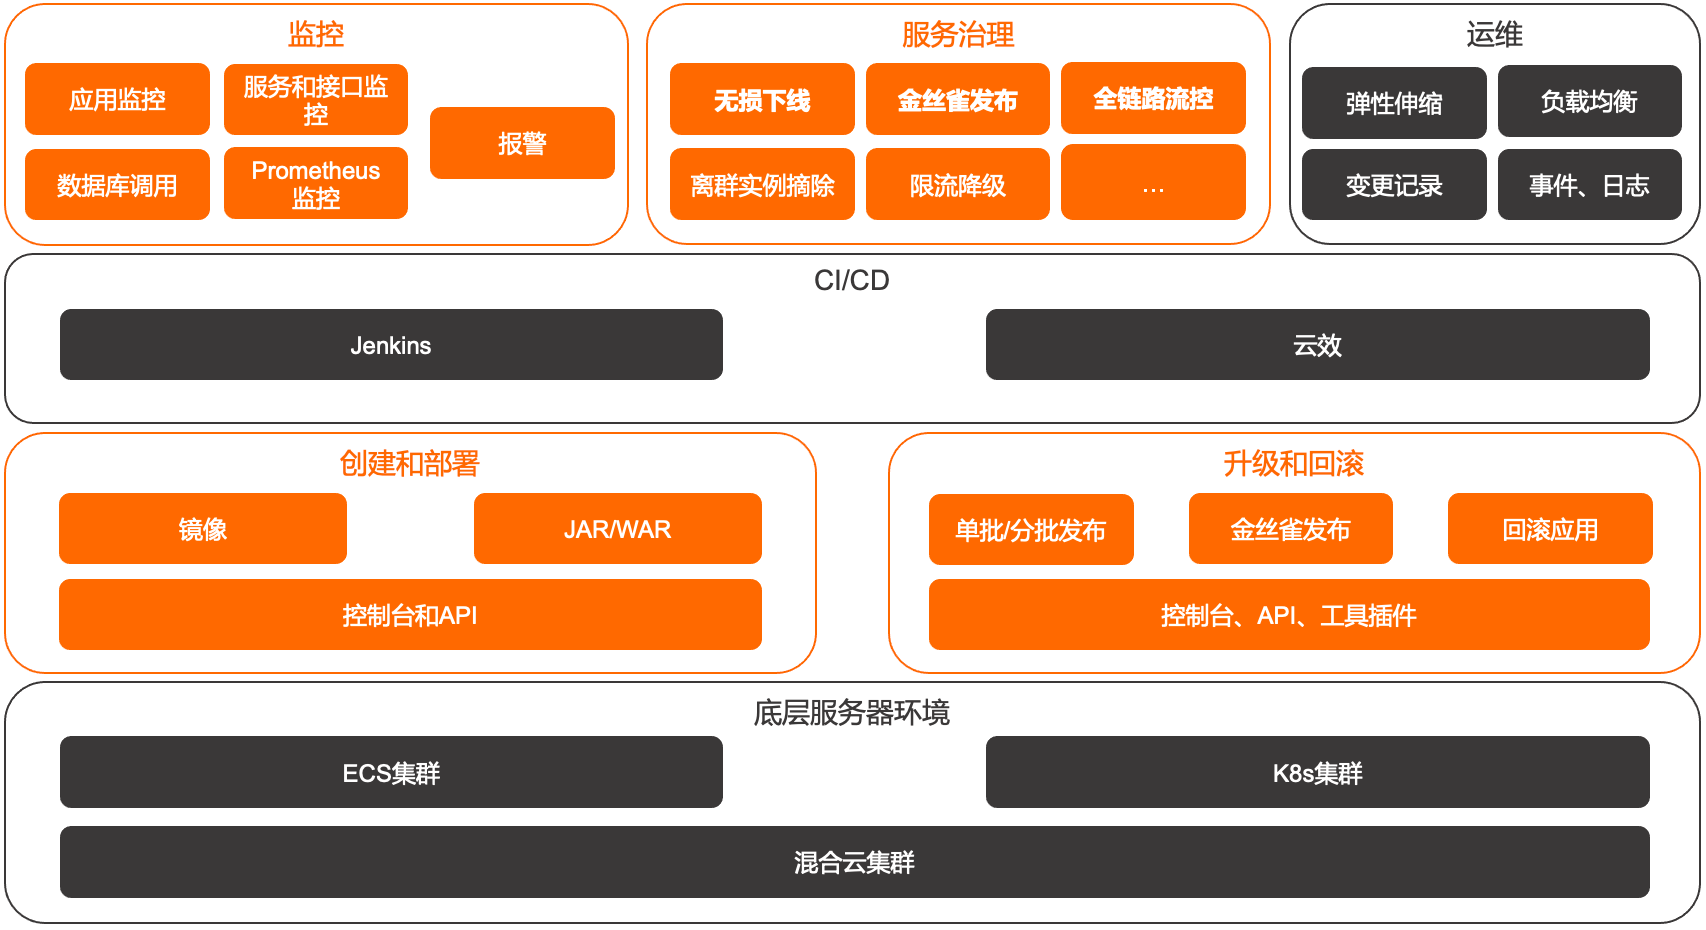 监控
应用监控
服务和接口监
控
报警
数据库调用
Prometheus
监控
服务治理
无损下线
金丝雀发布
全链路流控
离群实例摘除
限流降级
...
运维
弹性伸缩
负载均衡
变更记录
事件、日志
CI/CD
Jenkins
云效
创建和部署
镜像
JAR/WAR
控制台和API
升级和回滚
单批/分批发布
金丝雀发布
回滚应用
控制台、API、工具插件
底层服务器环境
ECS集群
K8s集群
混合云集群